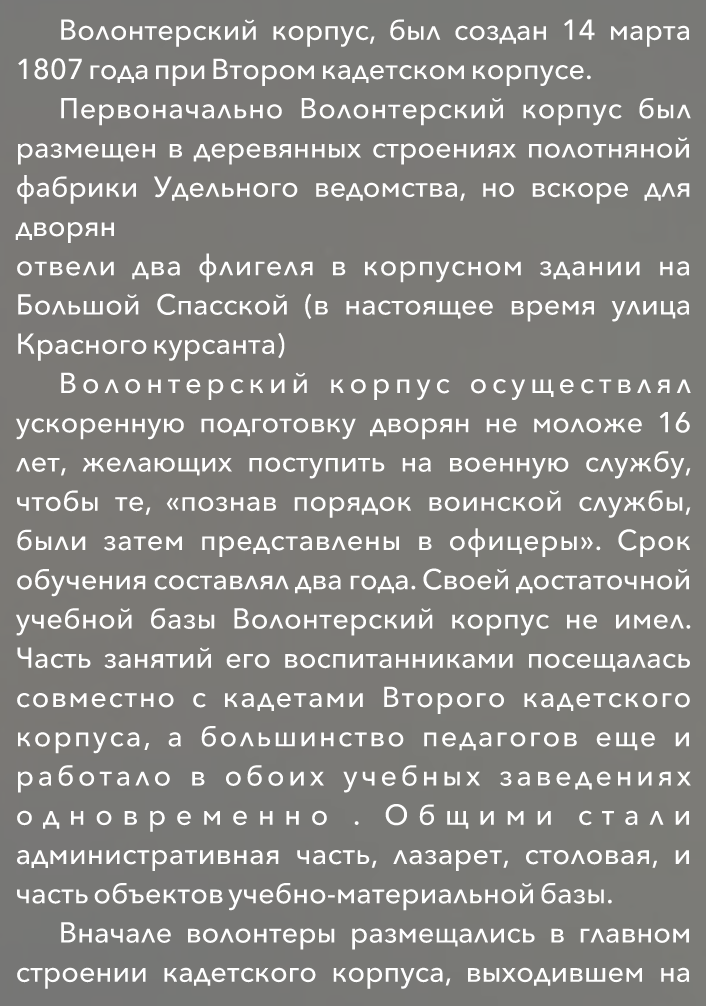 Волонтерский корпус, был создан 14 марта
1807 года при Втором кадетском корпусе.
Первоначально Волонтерский корпус был
размещен в деревянных строениях полотняной
фабрики Удельного ведомства, но вскоре для
дворян
отвели два флигеля в корпусном здании на
Большой Спасской (в настоящее время улица
Красного курсанта)
Волонтерский корпус осуществлял
ускоренную подготовку дворян не моложе 16
лет, желающих поступить на военную службу,
чтобы те, «познав порядок воинской службы,
были затем представлены в офицеры». Срок
обучения составлял два года. Своей достаточной
учебной базы Волонтерский корпус не имел.
Часть занятий его воспитанниками посещалась
совместно с кадетами Второго кадетского
корпуса, а большинство педагогов еще и
работало в обоих учебных заведениях
одновременно . Общими стали
административная часть, лазарет, столовая, и
часть объектов учебно-материальной базы.
Вначале волонтеры размещались в главном
строении кадетского корпуса, выходившем на